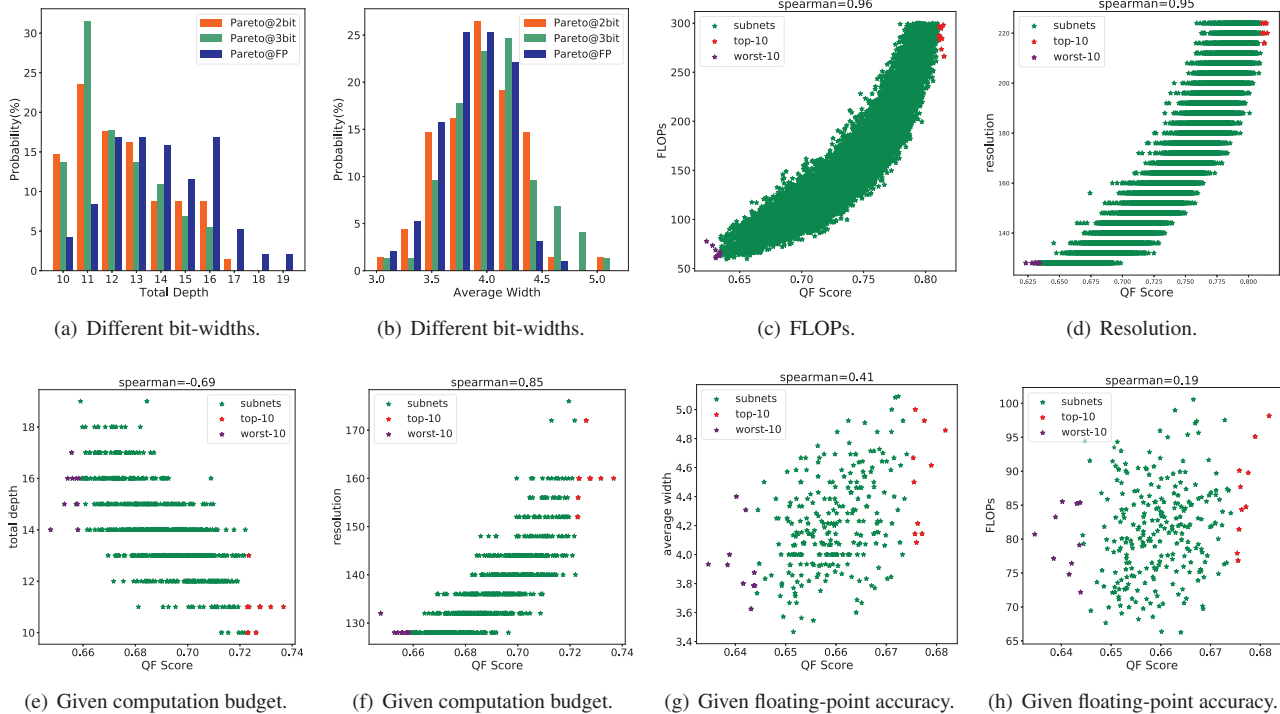 Pareto@2bit
Pareto@3bit
Pareto@FP
Probability(%)
30
25
20
15
10
5
0
10 11 12 13 14 15 16 17 18 19
Total Depth
(a) Different bit-widths.
Pareto@2bit
Pareto@3bit
Pareto@FP
Probability(%)
25
20
15
10
5
0
3.0 3.5 4.0 4.5 5.0
Average Width
(b) Different bit-widths.
spearman=0.96
subnets
top-10
worst-10
FLOPs
300
250
200
150
100
50
0.65 0.70 0.75 0.80
QF Score
(c) FLOPs.
spearman=0.95
subnets
top-10
worst-10
resolution
220
200
180
160
140
0.625 0.650 0.675 0.700 0.725 0.750 0.775 0.800
QF Score
(d) Resolution.
spearman=-0.69
subnets
top-10
worst-10
total depth
18
16
14
12
10
0.66 0.68 0.70 0.72 0.74
QF Score
(e) Given computation budget.
spearman=0.85
subnets
top-10
worst-10
resolution
170
160
150
140
130
0.66 0.68 0.70 0.72 0.74
QF Score
(f) Given computation budget.
spearman=0.41
subnets
top-10
worst-10
average width
5.0
4.8
4.6
4.4
4.2
4.0
3.8
3.6
3.4
0.64 0.65 0.66 0.67 0.68
QF Score
(g) Given floating-point accuracy.
spearman=0.19
subnets
top-10
worst-10
FLOPs
100
95
90
85
80
75
70
65
0.64 0.65 0.66 0.67 0.68
QF Score
(h) Given floating-point accuracy.